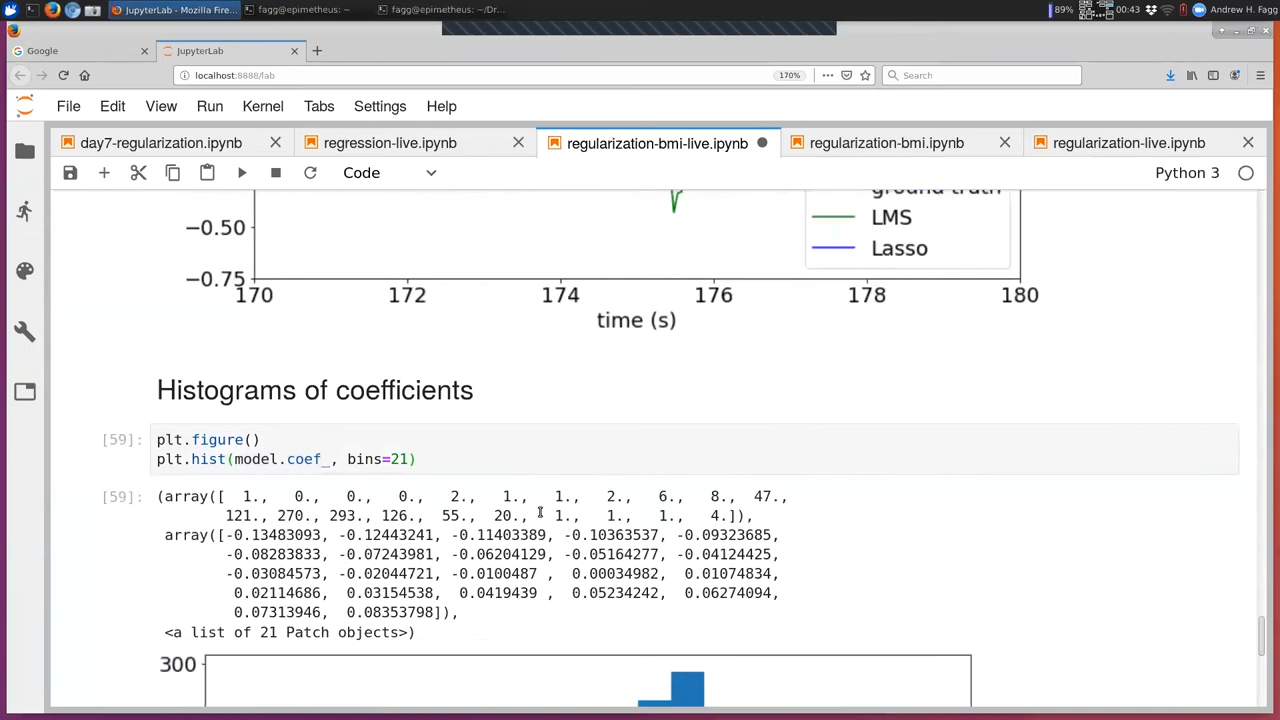 JupyterLab - Mozilla Fire...
fagg@epimetheus: ~
fagg@epimetheus: ~/Dr...
89%
00:43
Andrew H. Fagg
Google
JupyterLab
localhost:8888/lab
170%
Search
File Edit View Run Kernel Tabs Settings Help
day7-regularization.ipynb
regression-live.ipynb
regularization-bmi-live.ipynb
regularization-bmi.ipynb
regularization-live.ipynb
Code
Python 3
ground truth
−0.50
LMS
Lasso
−0.75
170 172 174 176 178 180
time (s)
Histograms of coefficients
[59]: plt.figure()
plt.hist(model.coef_, bins=21)
[59]: (array([ 1., 0., 0., 0., 2., 1., 1., 2., 6., 8., 47.,
121., 270., 293., 126., 55., 20., 1., 1., 1., 4.]),
array([-0.13483093, -0.12443241, -0.11403389, -0.10363537, -0.09323685,
-0.08283833, -0.07243981, -0.06204129, -0.05164277, -0.04124425,
-0.03084573, -0.02044721, -0.0100487 , 0.00034982, 0.01074834,
0.02114686, 0.03154538, 0.0419439 , 0.05234242, 0.06274094,
0.07313946, 0.08353798]),
<a list of 21 Patch objects>)
300